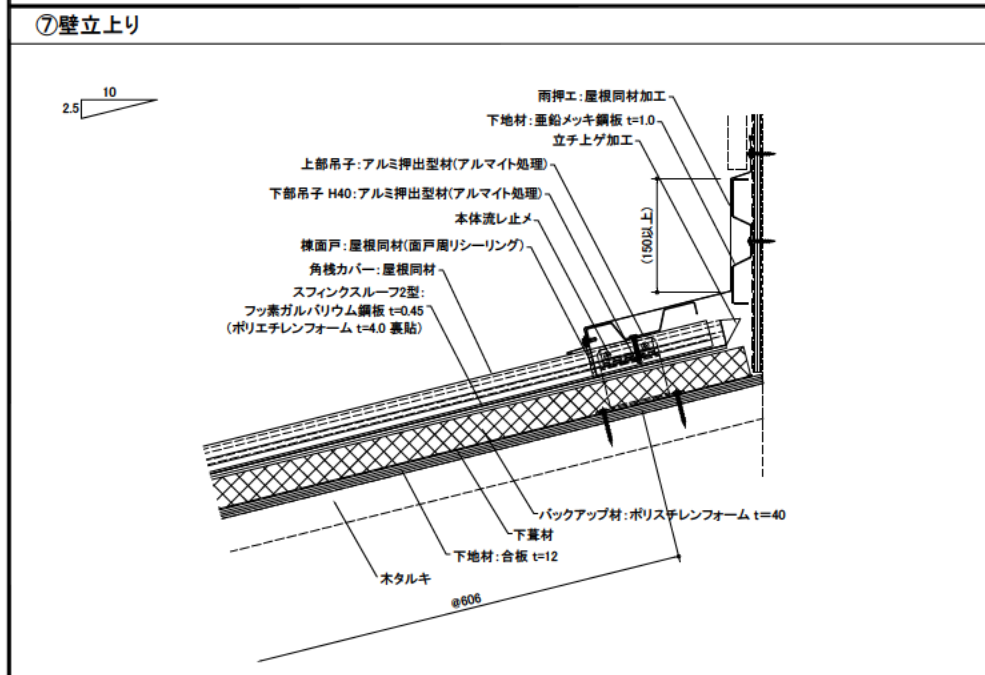 ⑦壁立上り
10
2.5
雨押エ:屋根同材加工
下地材:亜鉛メッキ鋼板 t=1.0
立チ上ゲ加工
上部吊子:アルミ押出型材(アルマイト処理)
下部吊子 H40:アルミ押出型材(アルマイト処理)
本体流レ止メ
棟面戸:屋根同材(面戸周リシーリング)
角桟カバー:屋根同材
スフィンクスルーフ2型:
フッ素ガルバリウム鋼板 t=0.45
(ポリエチレンフォーム t=4.0 裏貼)
(150以上)
バックアップ材:ポリスチレンフォーム t=40
下葺材
下地材:合板 t=12
木タルキ
@606